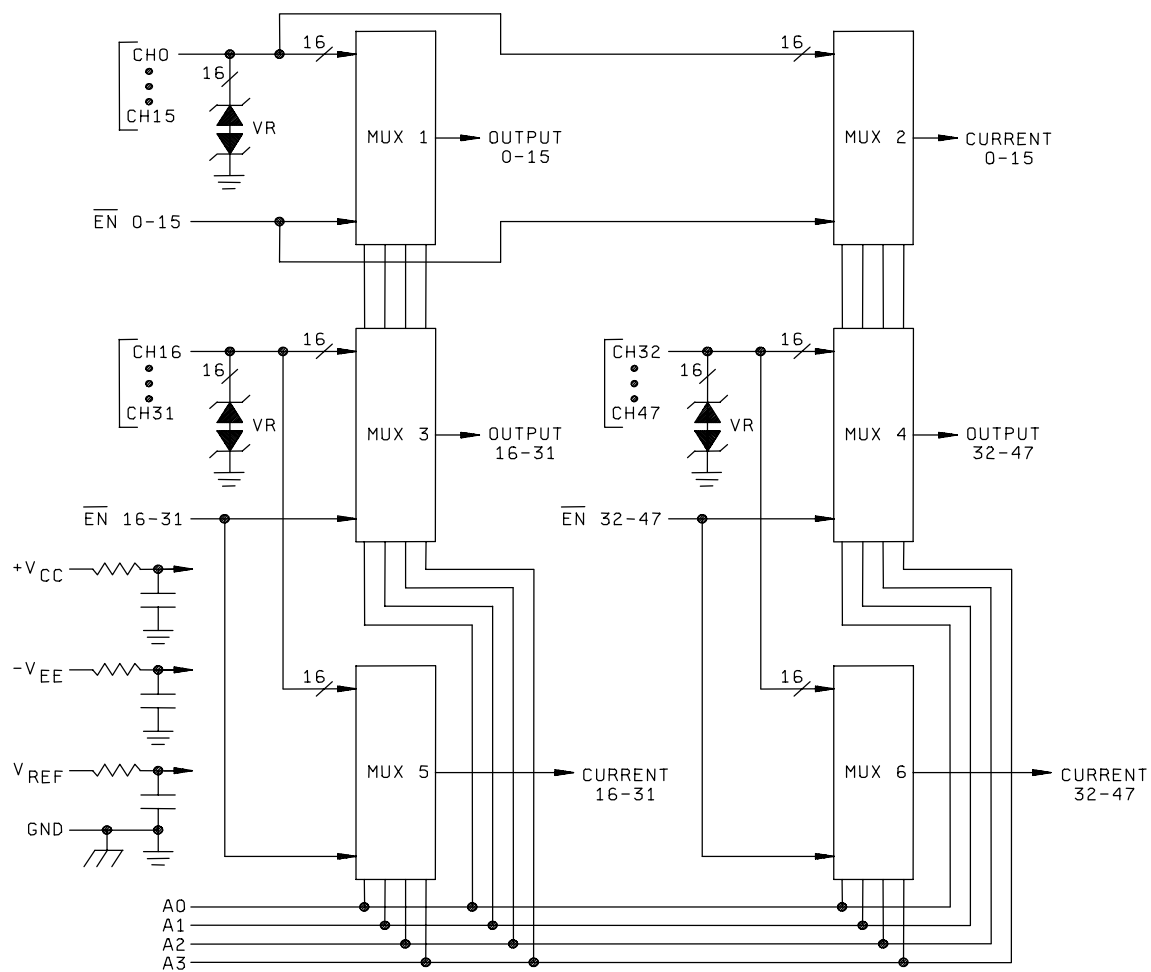 CH0
CH15
16
16
VR
MUX 1
OUTPUT
0-15
16
MUX 2
CURRENT
0-15
EN 0-15
CH16
CH31
16
16
VR
MUX 3
OUTPUT
16-31
CH32
CH47
16
16
VR
MUX 4
OUTPUT
32-47
EN 16-31
EN 32-47
+VCC
-VEE
VREF
GND
16
MUX 5
CURRENT
16-31
16
MUX 6
CURRENT
32-47
A0
A1
A2
A3